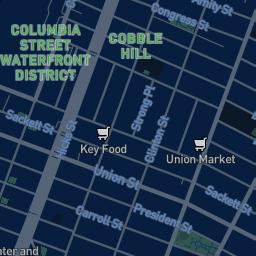 Amity St
Congress St
COLUMBIA
STREET
WATERFRONT
DISTRICT
COBBLE
HILL
Strong Pl
Clinton St
Sackett St
Hicks St
Key Food
Union Market
Union St
Sackett St
Carroll St
President St
ater and